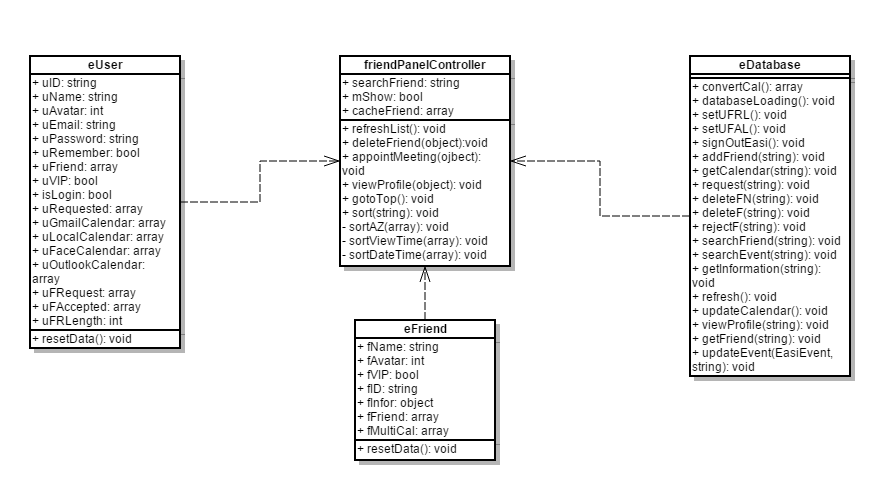 eUser
+ uID: string
+ uName: string
+ uAvatar: int
+ uEmail: string
+ uPassword: string
+ uRemember: bool
+ uFriend: array
+ uVIP: bool
+ isLogin: bool
+ uRequested: array
+ uGmailCalendar: array
+ uLocalCalendar: array
+ uFaceCalendar: array
+ uOutlookCalendar:
array
+ uFRequest: array
+ uFAccepted: array
+ uFRLength: int
+ resetData(): void
friendPanelController
+ searchFriend: string
+ mShow: bool
+ cacheFriend: array
+ refreshList(): void
+ deleteFriend(object):void
+ appointMeeting(ojbect):
void
+ viewProfile(object): void
+ gotoTop(): void
+ sort(string): void
- sortAZ(array): void
- sortViewTime(array): void
- sortDateTime(array): void
eFriend
+ fName: string
+ fAvatar: int
+ fVIP: bool
+ fID: string
+ fInfor: object
+ fFriend: array
+ fMultiCal: array
+ resetData(): void
eDatabase
+ convertCal(): array
+ databaseLoading(): void
+ setUFRL(): void
+ setUFAL(): void
+ signOutEasi(): void
+ addFriend(string): void
+ getCalendar(string): void
+ request(string): void
+ deleteFN(string): void
+ deleteF(string): void
+ rejectF(string): void
+ searchFriend(string): void
+ searchEvent(string): void
+ getInformation(string):
void
+ refresh(): void
+ updateCalendar(): void
+ viewProfile(string): void
+ getFriend(string): void
+ updateEvent(EasiEvent,
string): void